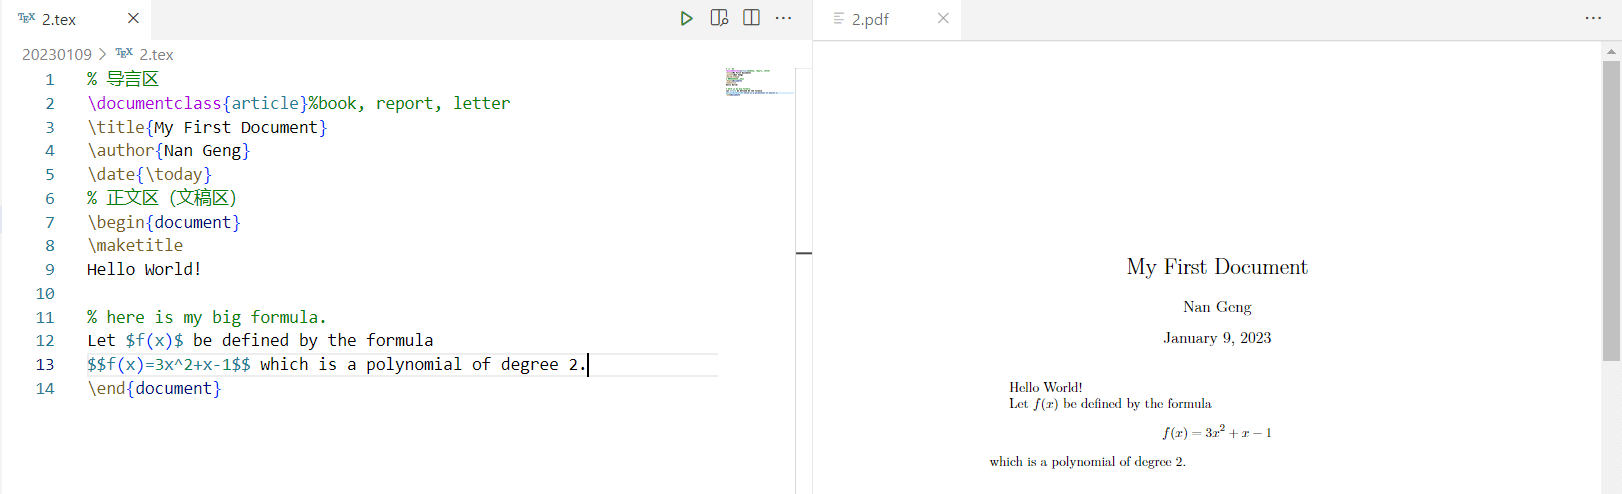 TEX 2.tex
20230109 > TEX 2.tex
1 % 导言区
2 \documentclass{article}%book, report, letter
3 \title{My First Document}
4 \author{Nan Geng}
5 \date{\today}
6 % 正文区（文稿区）
7 \begin{document}
8 \maketitle
9 Hello World!
10
11 % here is my big formula.
12 Let $f(x)$ be defined by the formula
13 $$f(x)=3x^2+x-1$$ which is a polynomial of degree 2.
14 \end{document}
2.pdf
My First Document
Nan Geng
January 9, 2023
Hello World!
Let f(x) be defined by the formula
f(x) = 3x² + x − 1
which is a polynomial of degree 2.